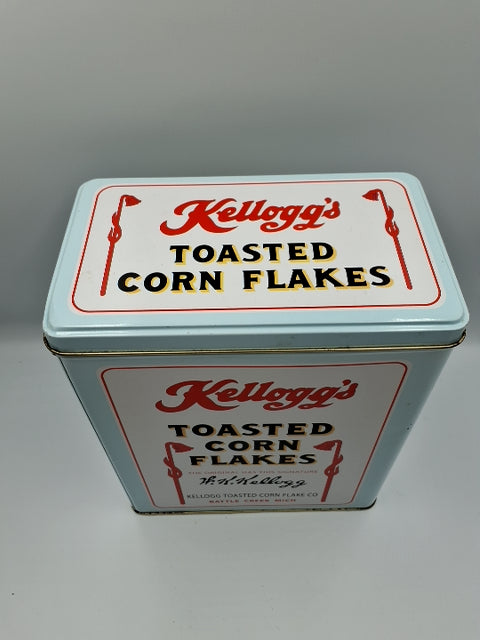 Kellogg's
TOASTED
CORN FLAKES
Kellogg's
TOASTED
CORN
FLAKES
THE ORIGINAL HAS THIS SIGNATURE
W.K.Kellogg
KELLOGG TOASTED CORN FLAKE CO
BATTLE CREEK MICH